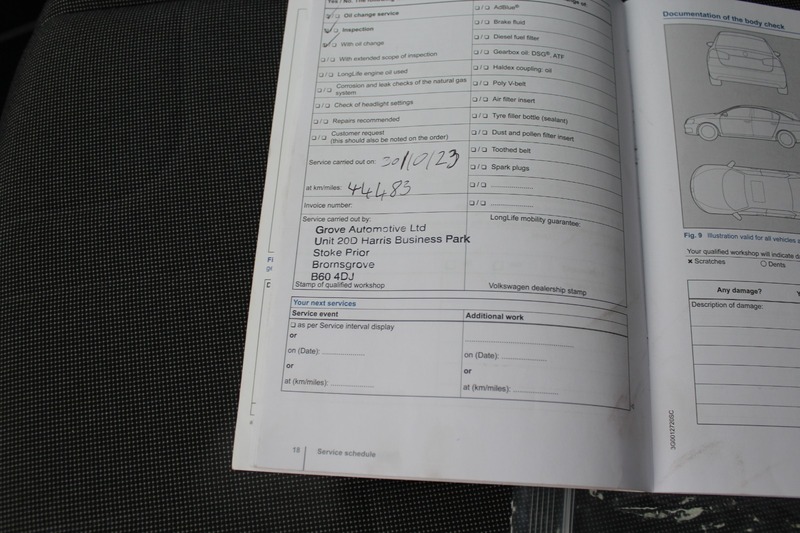 ☑/❏ Oil change service
☑/❏ Inspection
☑/❏ With oil change
❏/❏ With extended scope of inspection
❏/❏ LongLife engine oil used
❏/❏ Corrosion and leak checks of the natural gas
system
❏/❏ Check of headlight settings
❏/❏ Repairs recommended
❏/❏ Customer request
(this should also be noted on the order)
Service carried out on: 30/10/23
at km/miles: 44483
Invoice number:
Service carried out by:
Grove Automotive Ltd
Unit 20D Harris Business Park
Stoke Prior
Bromsgrove
B60 4DJ
Stamp of qualified workshop
❏/❏ AdBlue®
❏/❏ Brake fluid
❏/❏ Diesel fuel filter
❏/❏ Gearbox oil: DSG®, ATF
❏/❏ Haldex coupling: oil
❏/❏ Poly V-belt
❏/❏ Air filter insert
❏/❏ Tyre filter bottle (sealant)
❏/❏ Dust and pollen filter insert
❏/❏ Toothed belt
❏/❏ Spark plugs
❏/❏ ....................
❏/❏ ....................
LongLife mobility guarantee:
Volkswagen dealership stamp
Your next services
Service event
❏ as per Service interval display
or
on (Date): ....................
or
at (km/miles): ....................
Additional work
on (Date): ....................
or
at (km/miles): ....................
18 Service schedule
Documentation of the body check
Fig. 9 Illustration valid for all vehicles
Your qualified workshop will indicate
× Scratches
○ Dents
Any damage?
Description of damage:
3G0012720SC